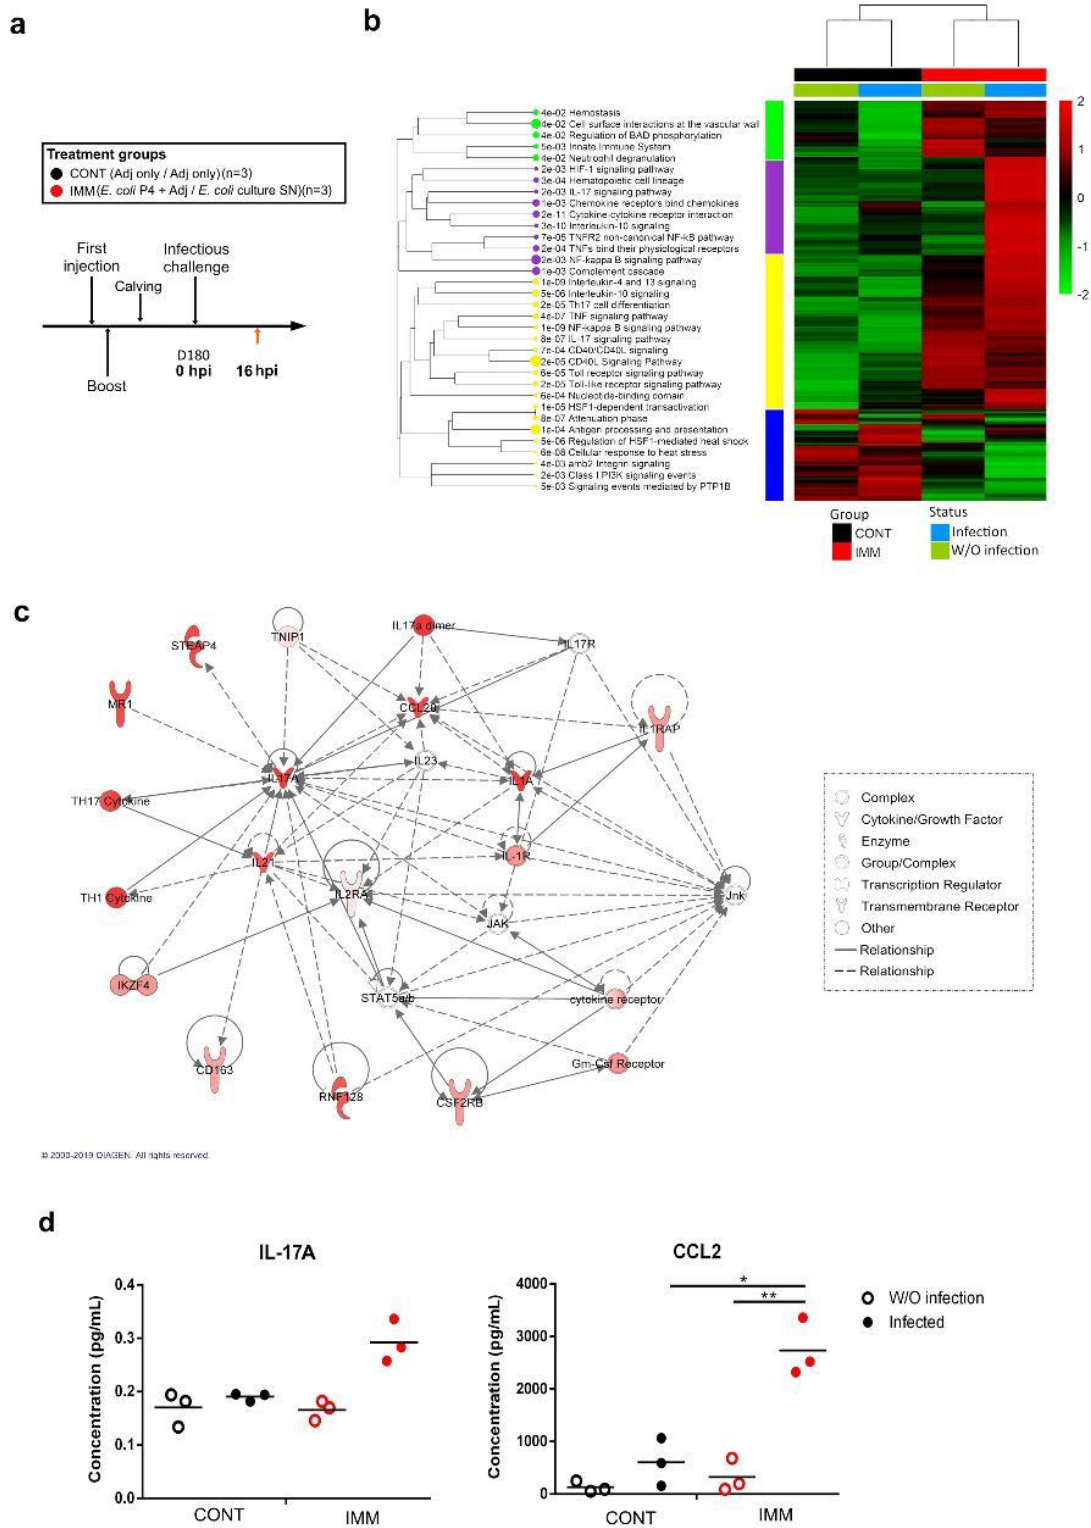 a
Treatment groups
CONT (Adj only / Adj only)(n=3)
IMM(E. coli P4 + Adj / E. coli culture SN)(n=3)
First
injection
Calving
Infectious
challenge
Boost
D180
0 hpi
16 hpi
b
4e-02 Hemostasis
4e-02 Cell surface interactions at the vascular wall
4e-02 Regulation of BAD phosphorylation
5e-03 Innate Immune System
4e-02 Neutrophil degranulation
2e-03 HIF-1 signaling pathway
3e-04 Hematopoietic cell lineage
2e-03 IL-17 signaling pathway
1e-03 Chemokine receptors bind chemokines
2e-11 Cytokine-cytokine receptor interaction
3e-10 Interleukin-10 signaling
7e-05 TNFR2 non-canonical NF-kB pathway
2e-04 TNFs bind their physiological receptors
2e-03 NF-kappa B signaling pathway
1e-03 Complement cascade
1e-09 Interleukin-4 and 13 signaling
5e-06 Interleukin-10 signaling
2e-05 Th17 cell differentiation
4e-07 TNF signaling pathway
1e-09 NF-kappa B signaling pathway
8e-07 IL-17 signaling pathway
7e-04 CD40/CD40L signaling
2e-05 CD40L Signaling Pathway
6e-05 Toll receptor signaling pathway
2e-05 Toll-like receptor signaling pathway
6e-04 Nucleotide-binding domain
1e-05 HSF1-dependent transactivation
8e-07 Attenuation phase
1e-04 Antigen processing and presentation
5e-06 Regulation of HSF1-mediated heat shock
6e-08 Cellular response to heat stress
4e-03 amb2 Integrin signaling
2e-03 Class I PI3K signaling events
5e-03 Signaling events mediated by PTP1B
2
1
0
-1
-2
Group
CONT
IMM
Status
Infection
W/O infection
c
STEAP4
TNIP1
IL17a dimer
IL17R
MR1
CCL20
IL1RAP
IL23
IL17A
IL1A
TH17 Cytokine
IL21
IL-1R
IL2RA
Jnk
TH1 Cytokine
JAK
IKZF4
STAT5a/b
cytokine receptor
CD163
Gm-Csf Receptor
RNF128
CSF2RB
Complex
Cytokine/Growth Factor
Enzyme
Group/Complex
Transcription Regulator
Transmembrane Receptor
Other
Relationship
Relationship
© 2000-2019 QIAGEN. All rights reserved.
d
IL-17A
Concentration (pg/mL)
0.4
0.3
0.2
0.1
0.0
CONT
IMM
CCL2
Concentration (pg/mL)
4000
3000
2000
1000
0
*
**
CONT
IMM
W/O infection
Infected